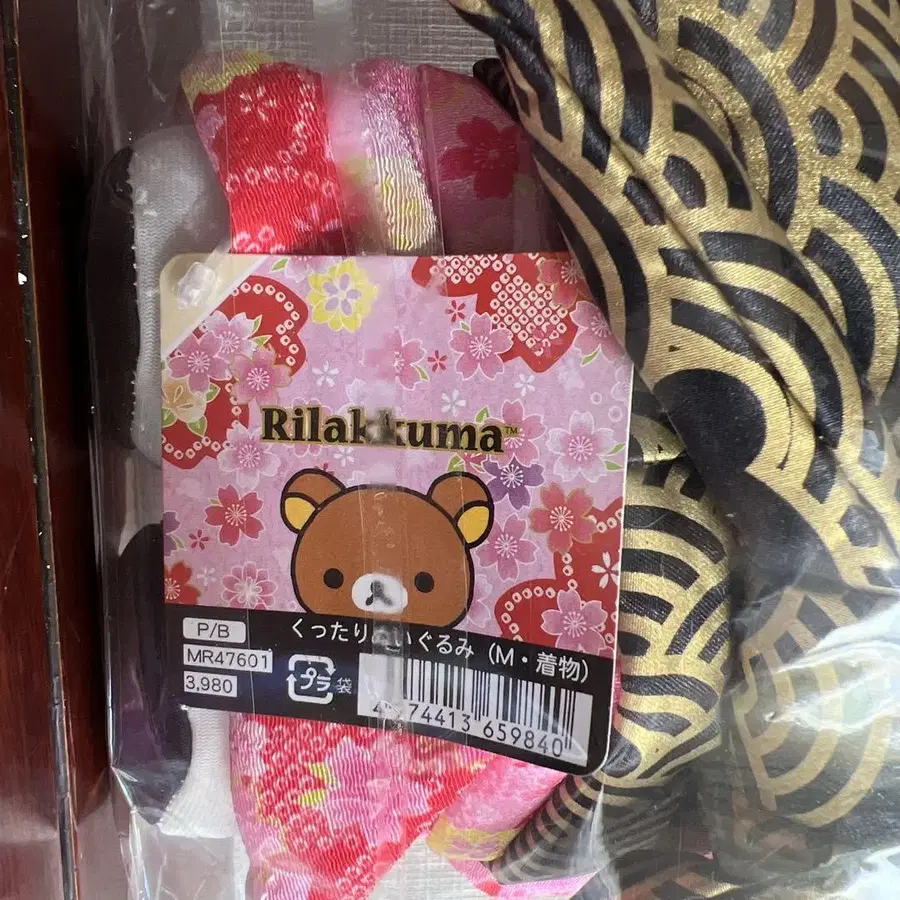 Rilakkuma™
P/B
くったりぬいぐるみ(M・着物)
MR47601
3,980
プラ 袋
4 74413 659840